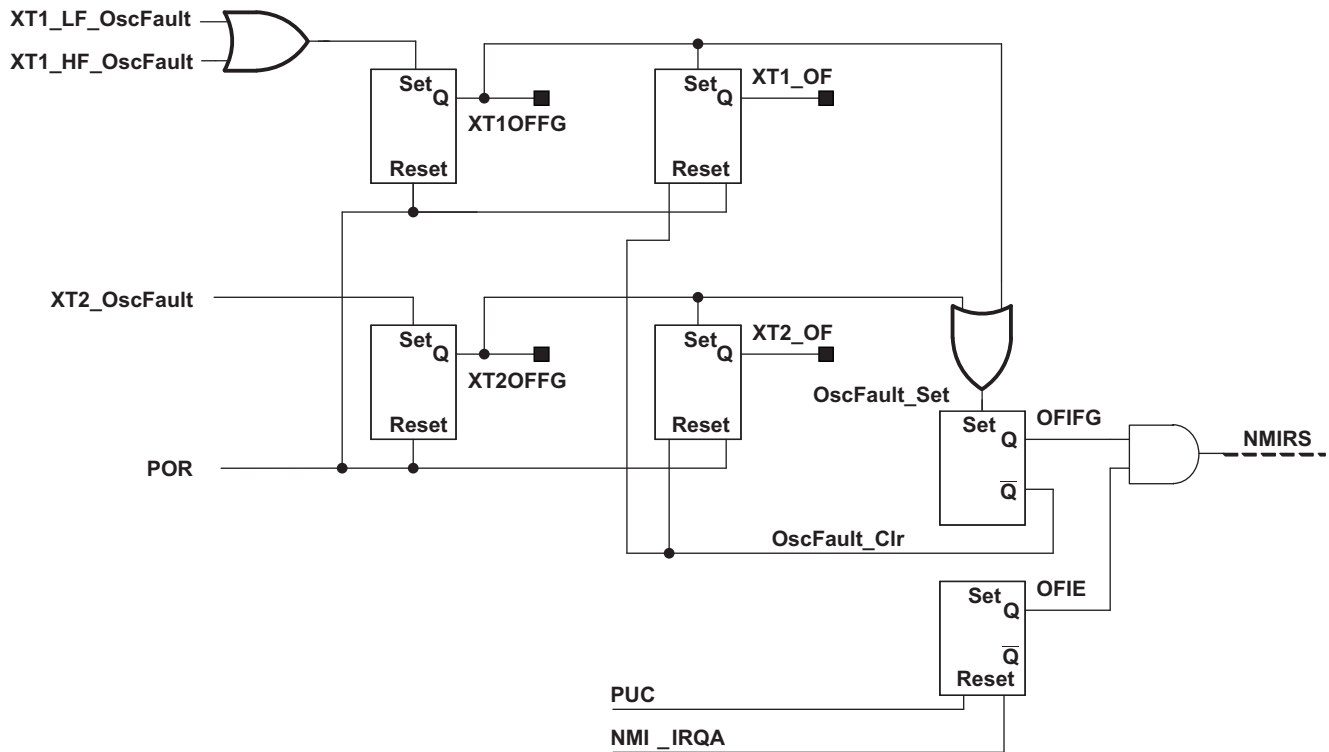 XT1_LF_OscFault
XT1_HF_OscFault
Set
Q
XT1OFFG
Reset
Set
Q
XT1_OF
Reset
XT2_OscFault
Set
Q
XT2OFFG
Reset
Set
Q
XT2_OF
Reset
POR
OscFault_Set
Set
Q
OFIFG
Q
NMIRS
OscFault_Clr
Set
Q
OFIE
Q
Reset
PUC
NMI _IRQA